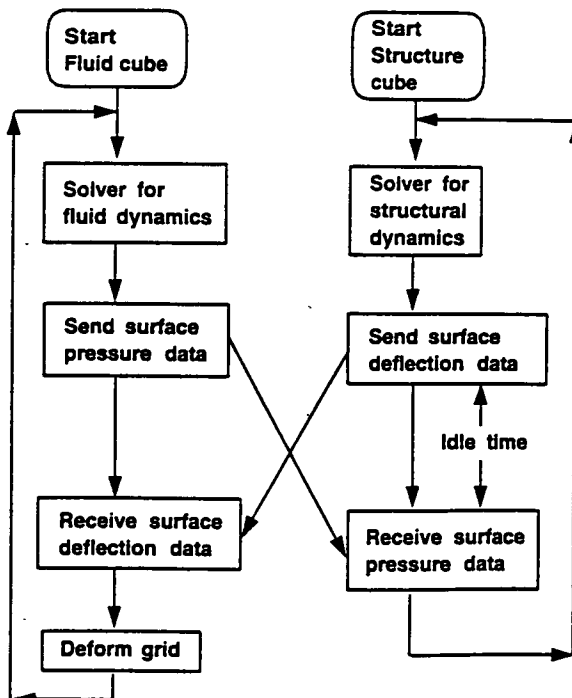 Start
Fluid cube
Solver for
fluid dynamics
Send surface
pressure data
Receive surface
deflection data
Deform grid
Start
Structure
cube
Solver for
structural
dynamics
Send surface
deflection data
Idle time
Receive surface
pressure data